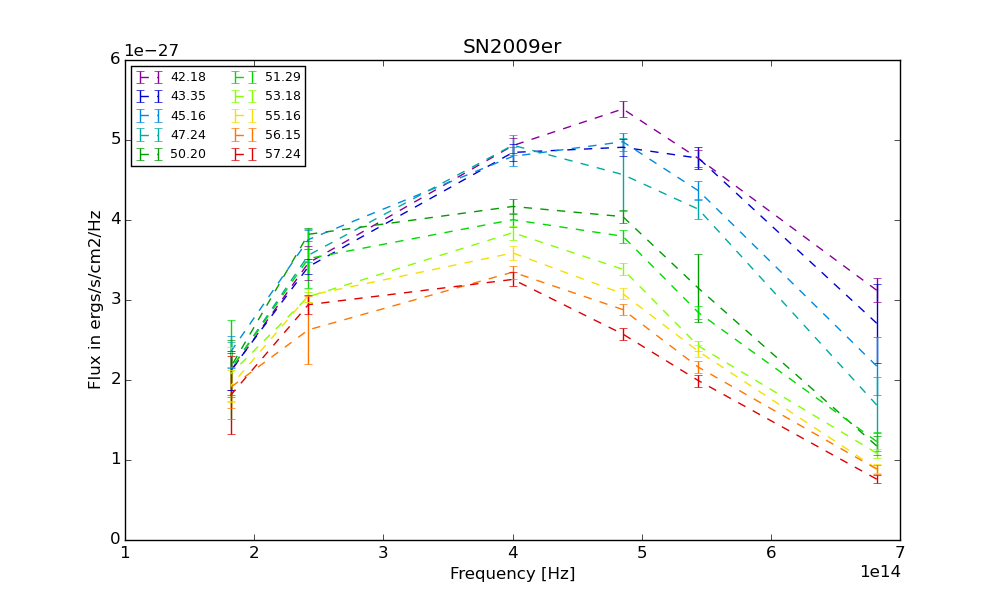 SN2009er
1e−27
6
5
4
3
2
1
0
Flux in ergs/s/cm2/Hz
42.18 51.29
43.35 53.18
45.16 55.16
47.24 56.15
50.20 57.24
1 2 3 4 5 6 7
1e14
Frequency [Hz]